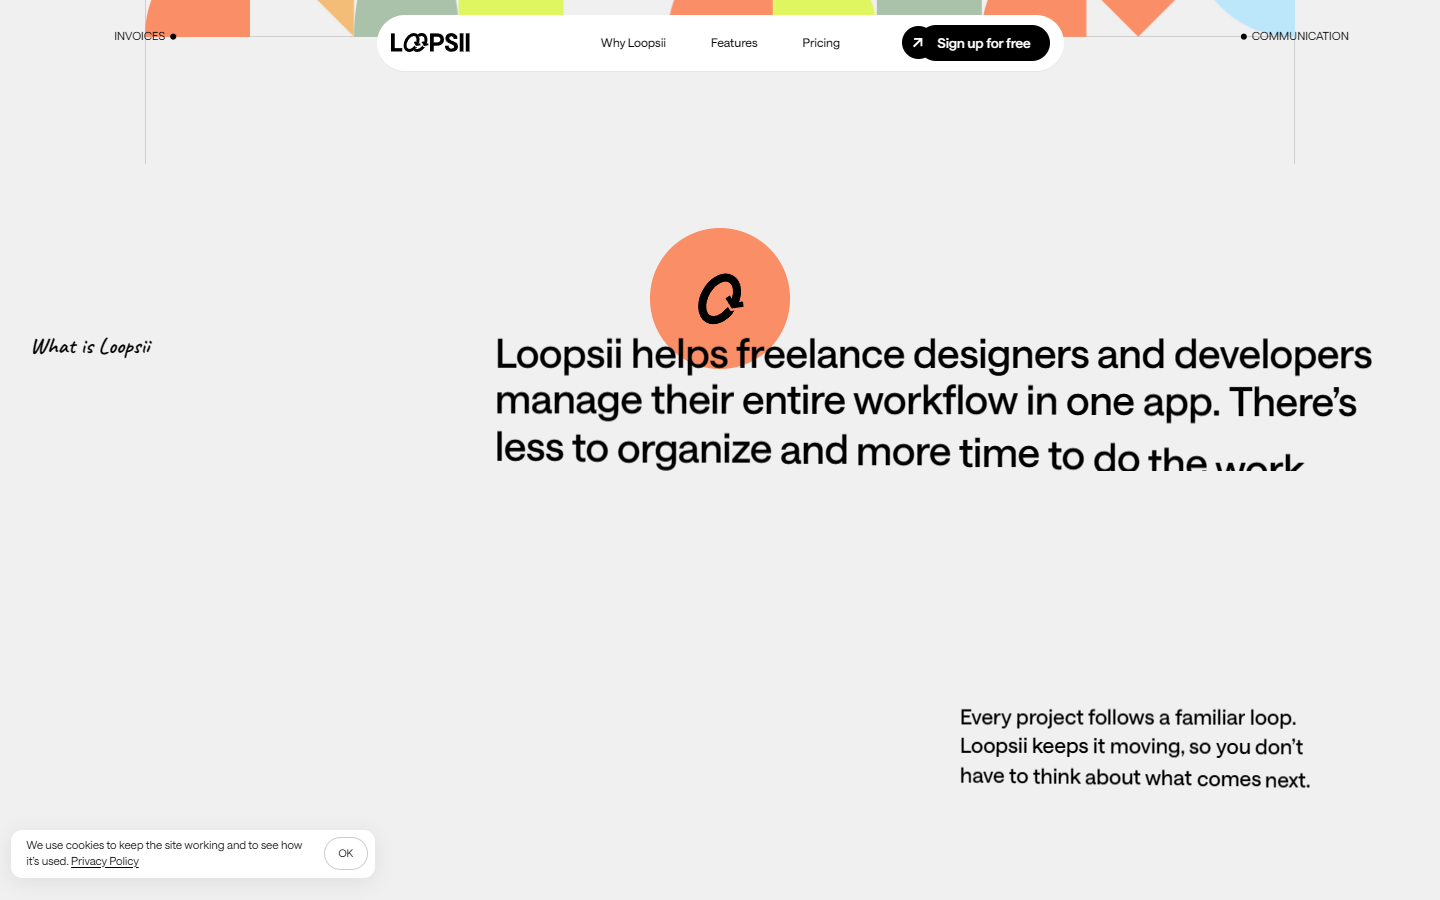 INVOICES
LOOPSII
Why Loopsii
Features
Pricing
Sign up for free
COMMUNICATION
What is Loopsii
Loopsii helps freelance designers and developers
manage their entire workflow in one app. There’s
less to organize and more time to do the work
Every project follows a familiar loop.
Loopsii keeps it moving, so you don’t
have to think about what comes next.
We use cookies to keep the site working and to see how
it’s used. Privacy Policy
OK